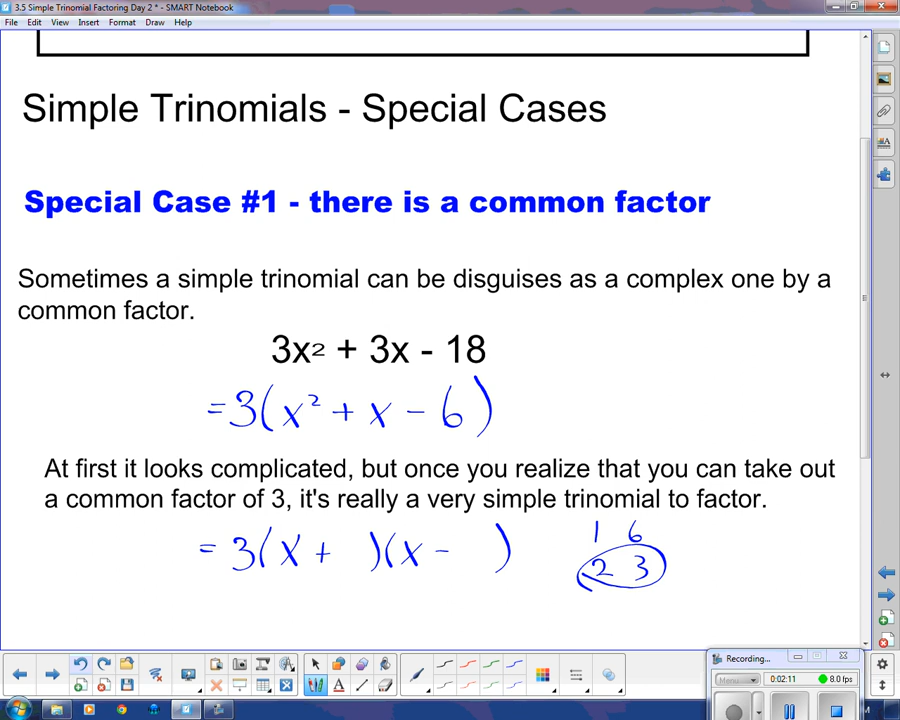 3.5 Simple Trinomial Factoring Day 2 * - SMART Notebook
File Edit View Insert Format Draw Help
Simple Trinomials - Special Cases
Special Case #1 - there is a common factor
Sometimes a simple trinomial can be disguises as a complex one by a
common factor.
3x2 + 3x - 18
=3(x² + x - 6)
At first it looks complicated, but once you realize that you can take out
a common factor of 3, it's really a very simple trinomial to factor.
1 6
= 3(x + )(x - )
2 3
Recording...
Menu
0:02:11
8.0 fps